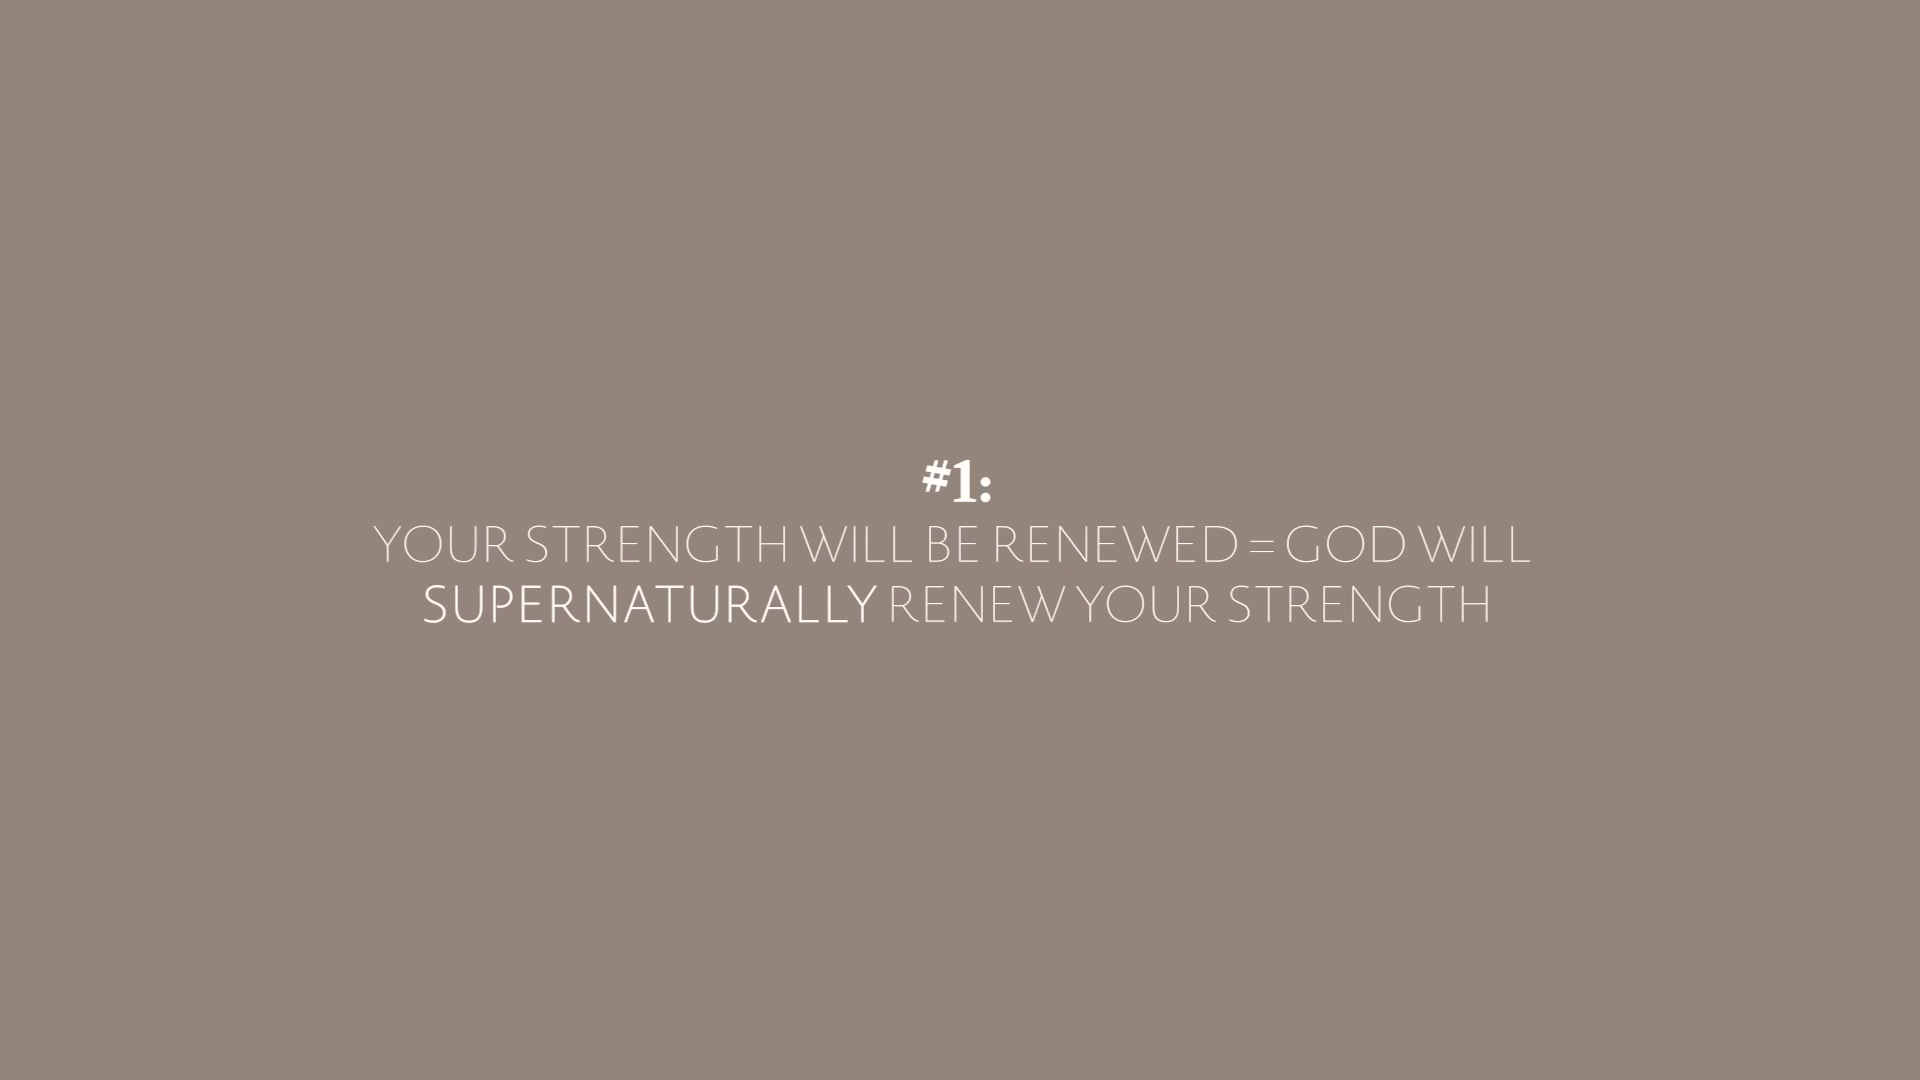 #1:
YOUR STRENGTH WILL BE RENEWED = GOD WILL
SUPERNATURALLY RENEW YOUR STRENGTH